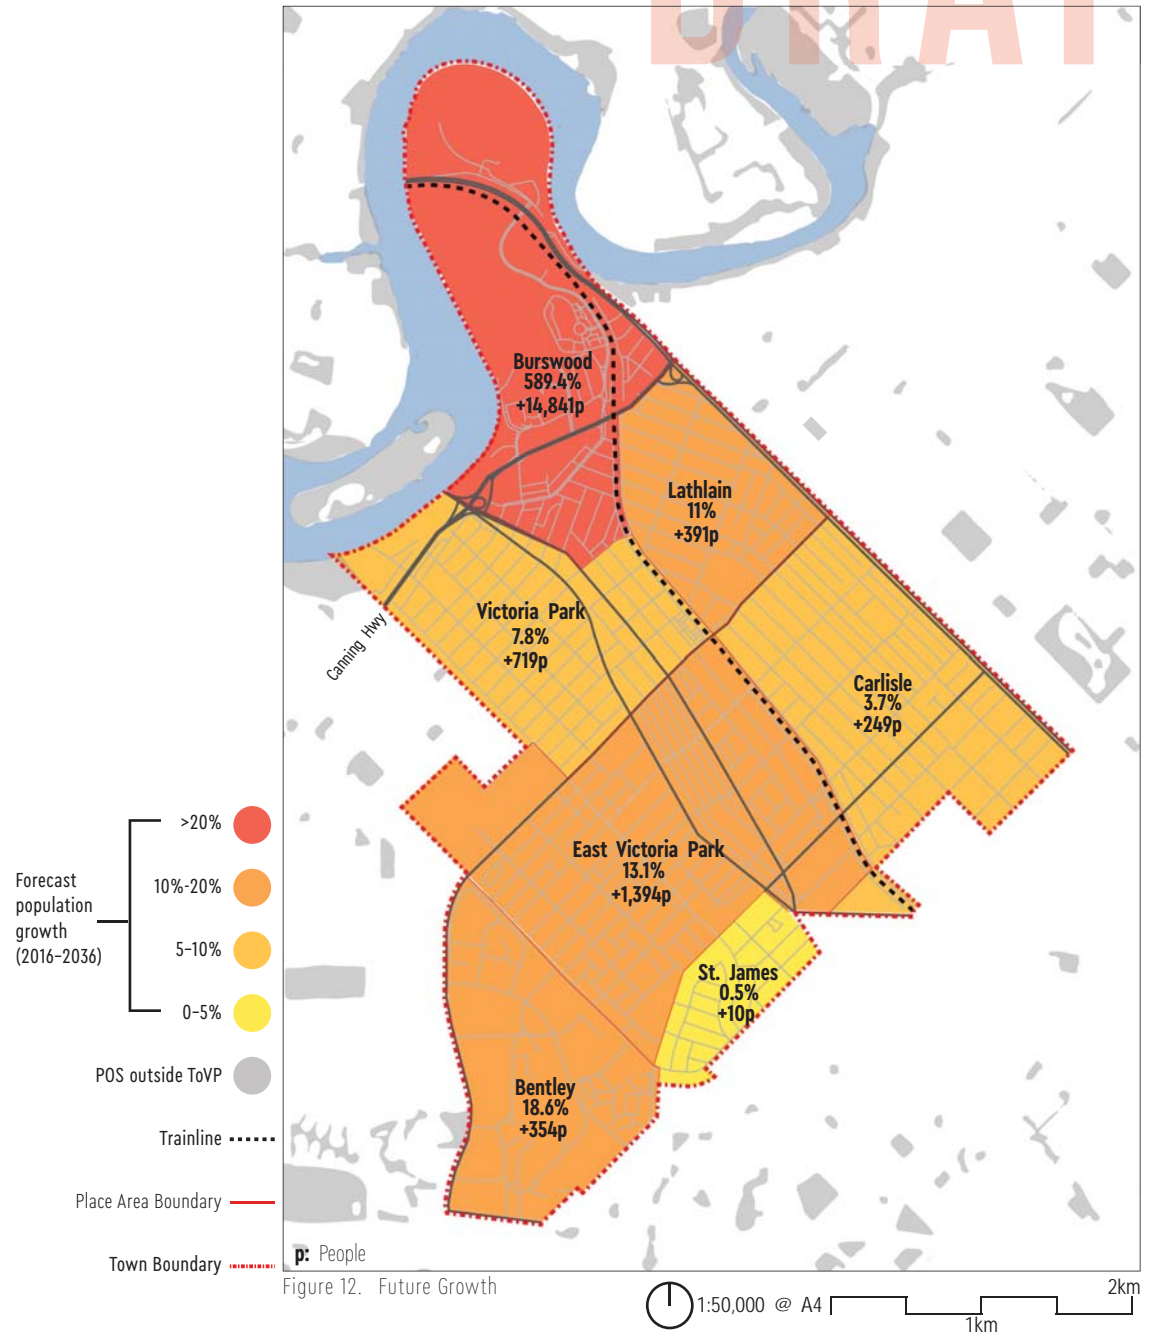 DRAF
Burswood
589.4%
+14,841p
Lathlain
11%
+391p
Victoria Park
7.8%
+719p
Canning Hwy
Carlisle
3.7%
+249p
East Victoria Park
13.1%
+1,394p
St. James
0.5%
+10p
Bentley
18.6%
+354p
Forecast
population
growth
(2016-2036)
>20%
10%-20%
5-10%
0-5%
POS outside ToVP
Trainline
Place Area Boundary
Town Boundary
p: People
Figure 12. Future Growth
1:50,000 @ A4
1km
2km